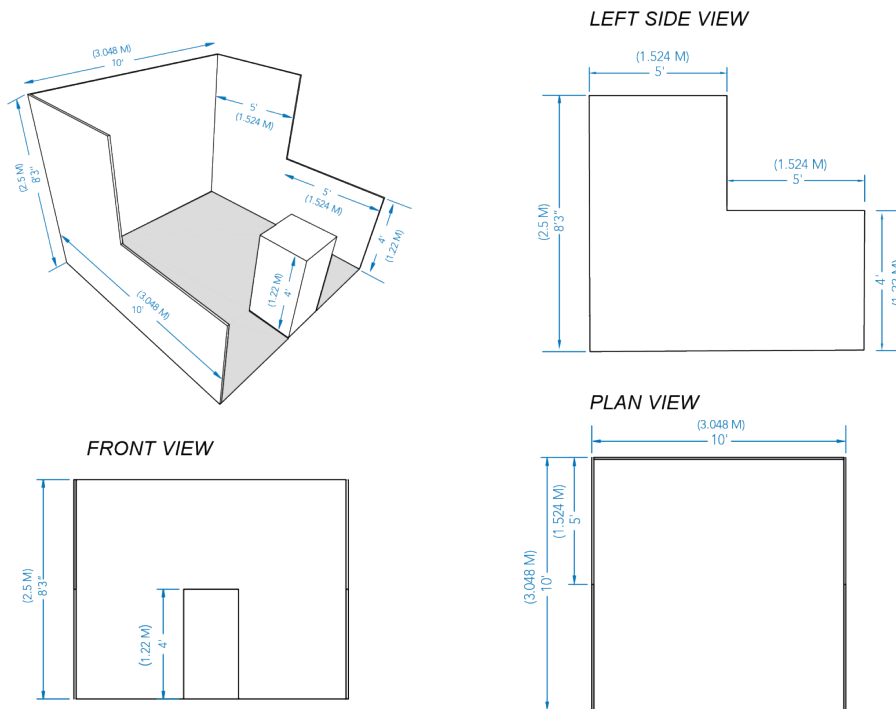 LEFT SIDE VIEW
(3.048 M)
10'
5'
(1.524 M)
5'
(1.524 M)
(2.5 M)
8'3"
4'
(1.22 M)
(1.22 M)
4'
(3.048 M)
10'
(1.524 M)
5'
(1.524 M)
5'
(2.5 M)
8'3"
4'
PLAN VIEW
(3.048 M)
10'
(1.524 M)
5'
(3.048 M)
10'
FRONT VIEW
(2.5 M)
8'3"
(1.22 M)
4'